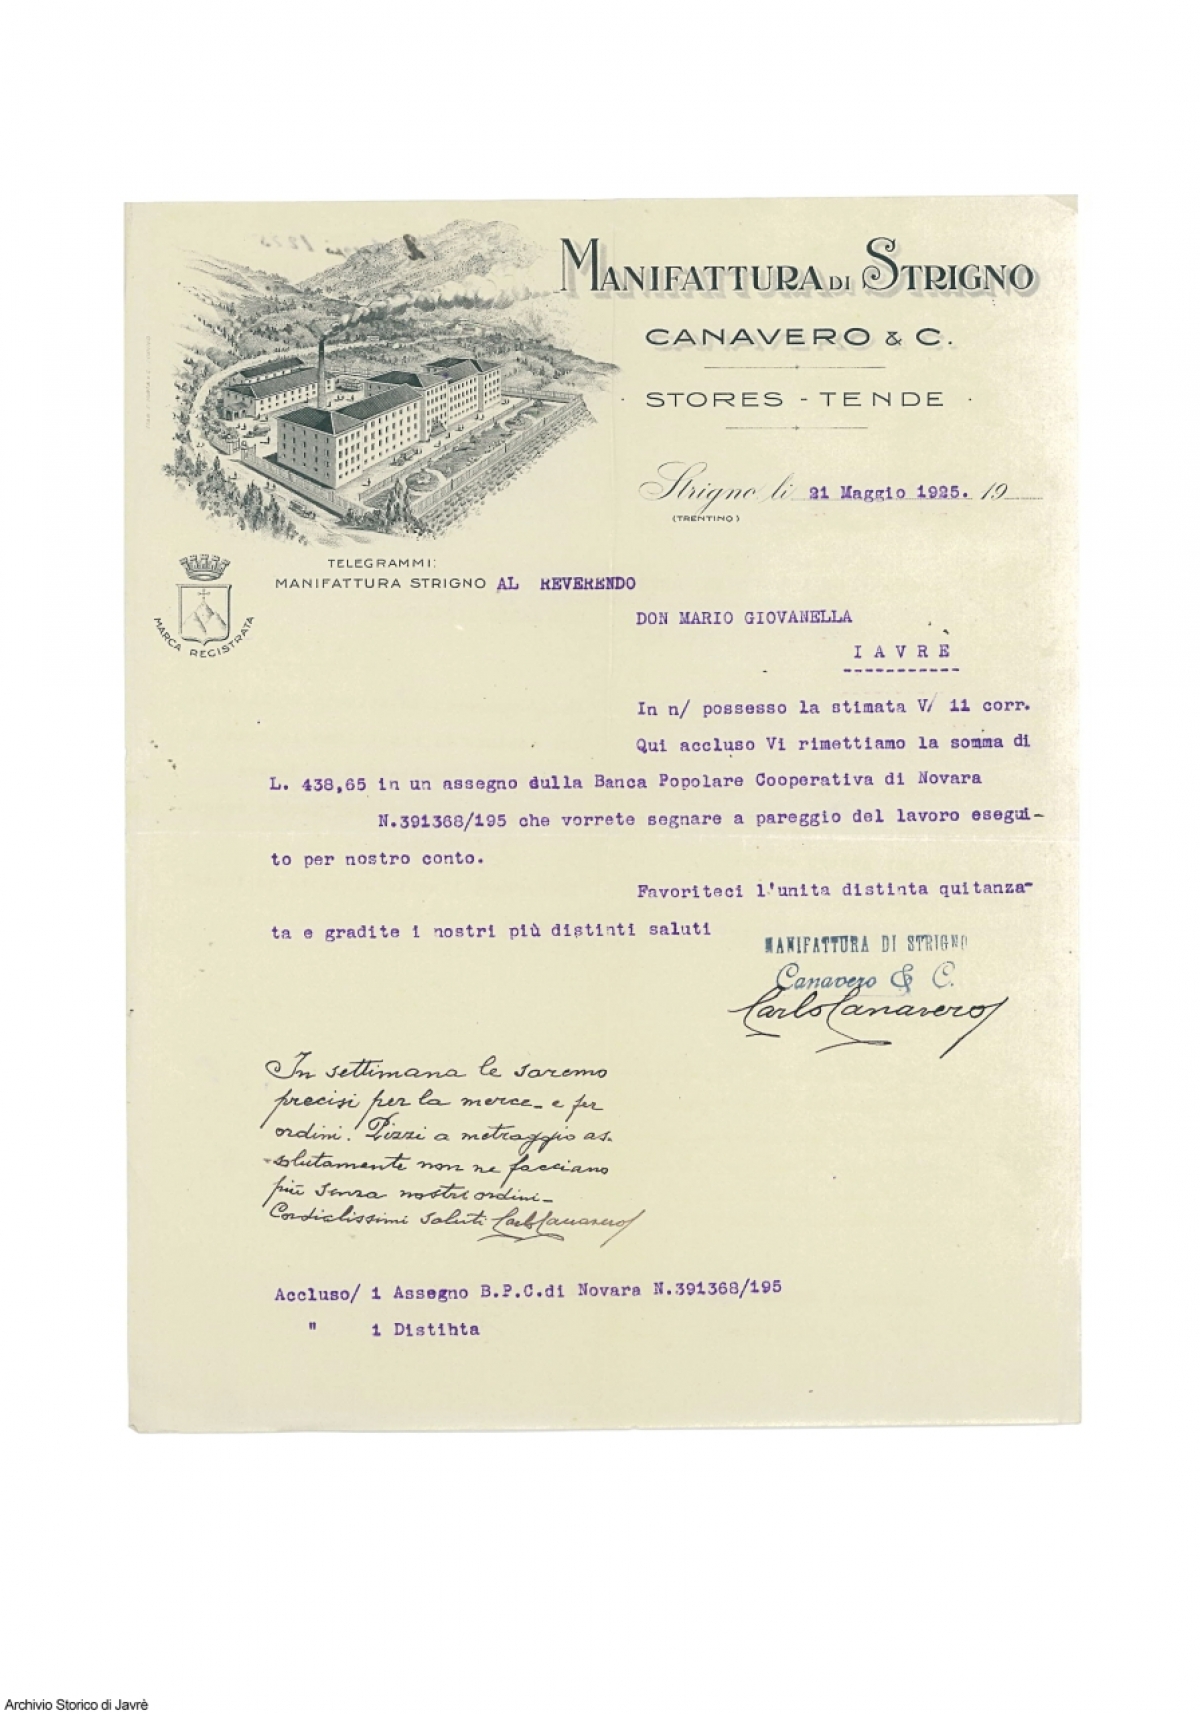 MANIFATTURA DI STRIGNO
CANAVERO & C.
STORES - TENDE
Strigno li 21 Maggio 1925. 19
(TRENTINO)
TELEGRAMMI:
MANIFATTURA STRIGNO
MARCA REGISTRATA
AL REVERENDO
DON MARIO GIOVANELLA
IAVRE
In n/ possesso la stimata V/ 11 corr.
Qui accluso Vi rimettiamo la somma di
L. 438,65 in un assegno dulla Banca Popolare Cooperativa di Novara
N.391368/195 che vorrete segnare a pareggio del lavoro esegui-
to per nostro conto.
Favoriteci l'unita distinta quitanza-
ta e gradite i nostri più distinti saluti
MANIFATTURA DI STRIGNO
Canavero & C.
Carlo Canavero
In settimana le saremo
precisi per la merce - e per
ordini. Pizzi a metraggio as-
solutamente non ne facciano
più senza nostri ordini -
Cordialissimi saluti Carlo Canavero
Accluso/ 1 Assegno B.P.C.di Novara N.391368/195
" 1 Distihta
Archivio Storico di Javrè